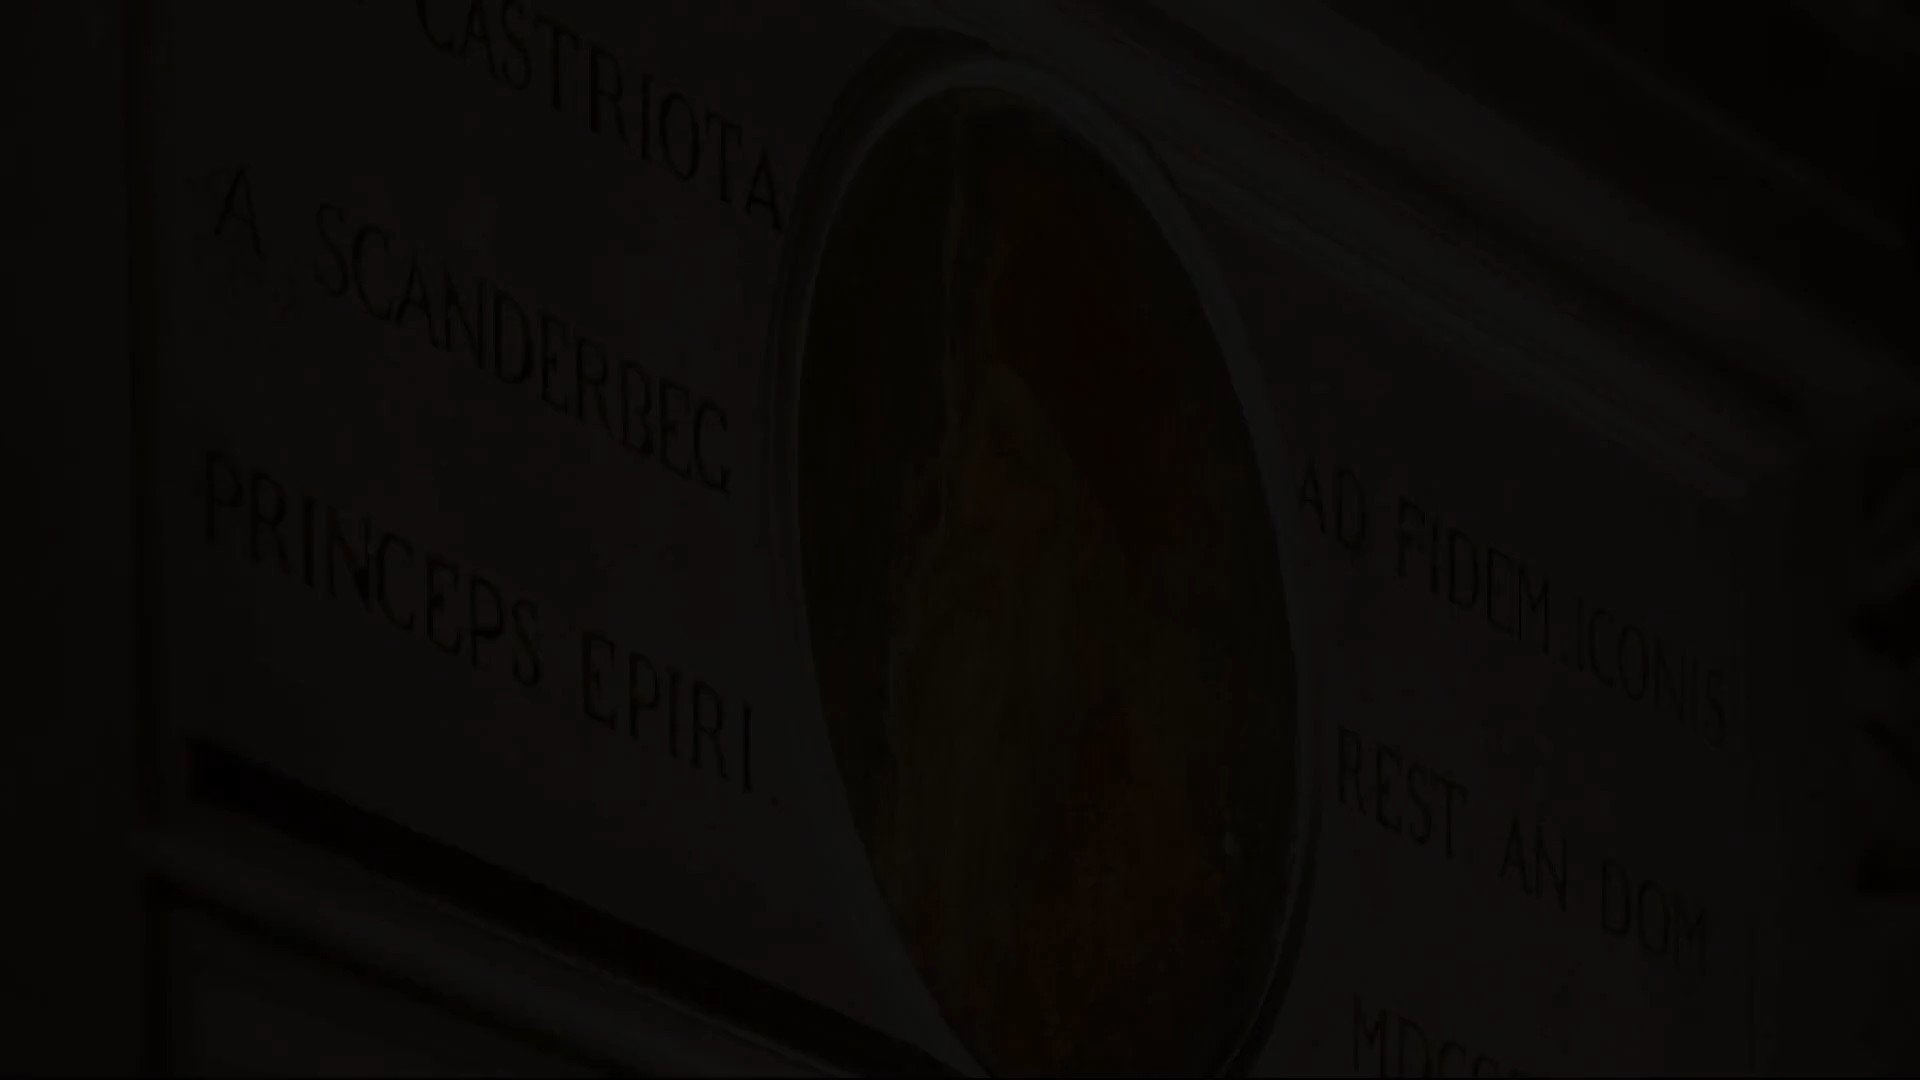 CASTRIOTA
A SCANDERBEG
PRINCEPS EPIRI.
AD FIDEM.ICONIS
REST. AN DOM